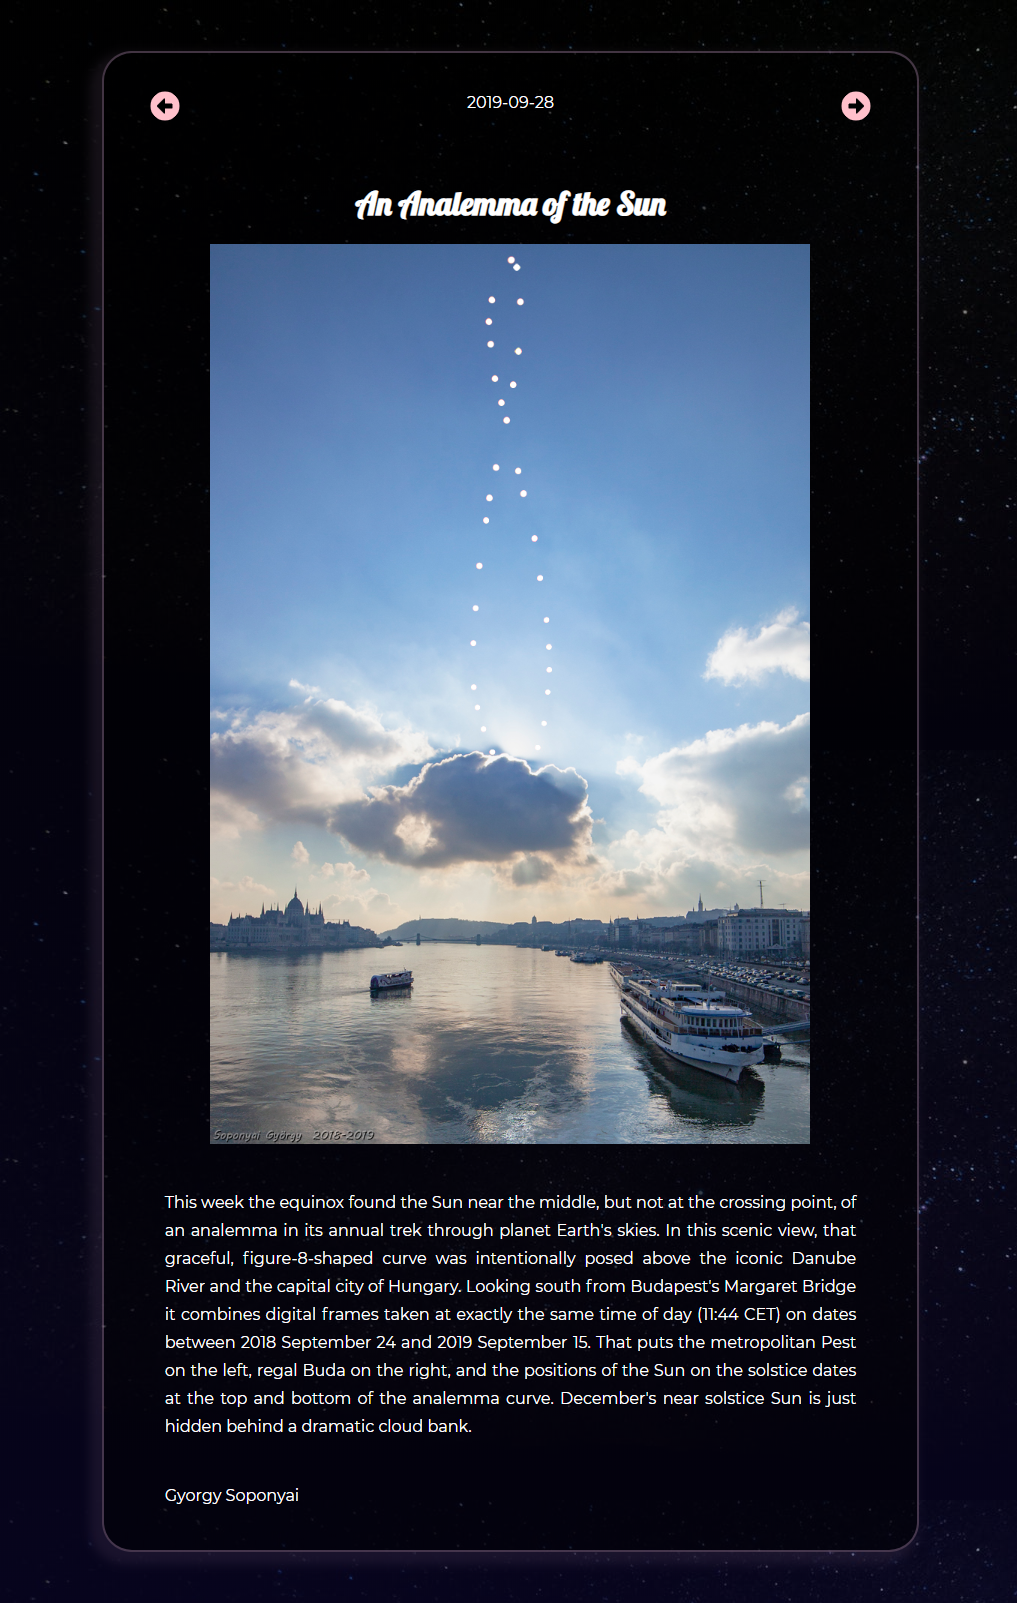 2019-09-28
An Analemma of the Sun
Soponyai György 2018-2019
This week the equinox found the Sun near the middle, but not at the crossing point, of
an analemma in its annual trek through planet Earth's skies. In this scenic view, that
graceful, figure-8-shaped curve was intentionally posed above the iconic Danube
River and the capital city of Hungary. Looking south from Budapest's Margaret Bridge
it combines digital frames taken at exactly the same time of day (11:44 CET) on dates
between 2018 September 24 and 2019 September 15. That puts the metropolitan Pest
on the left, regal Buda on the right, and the positions of the Sun on the solstice dates
at the top and bottom of the analemma curve. December's near solstice Sun is just
hidden behind a dramatic cloud bank.
Gyorgy Soponyai